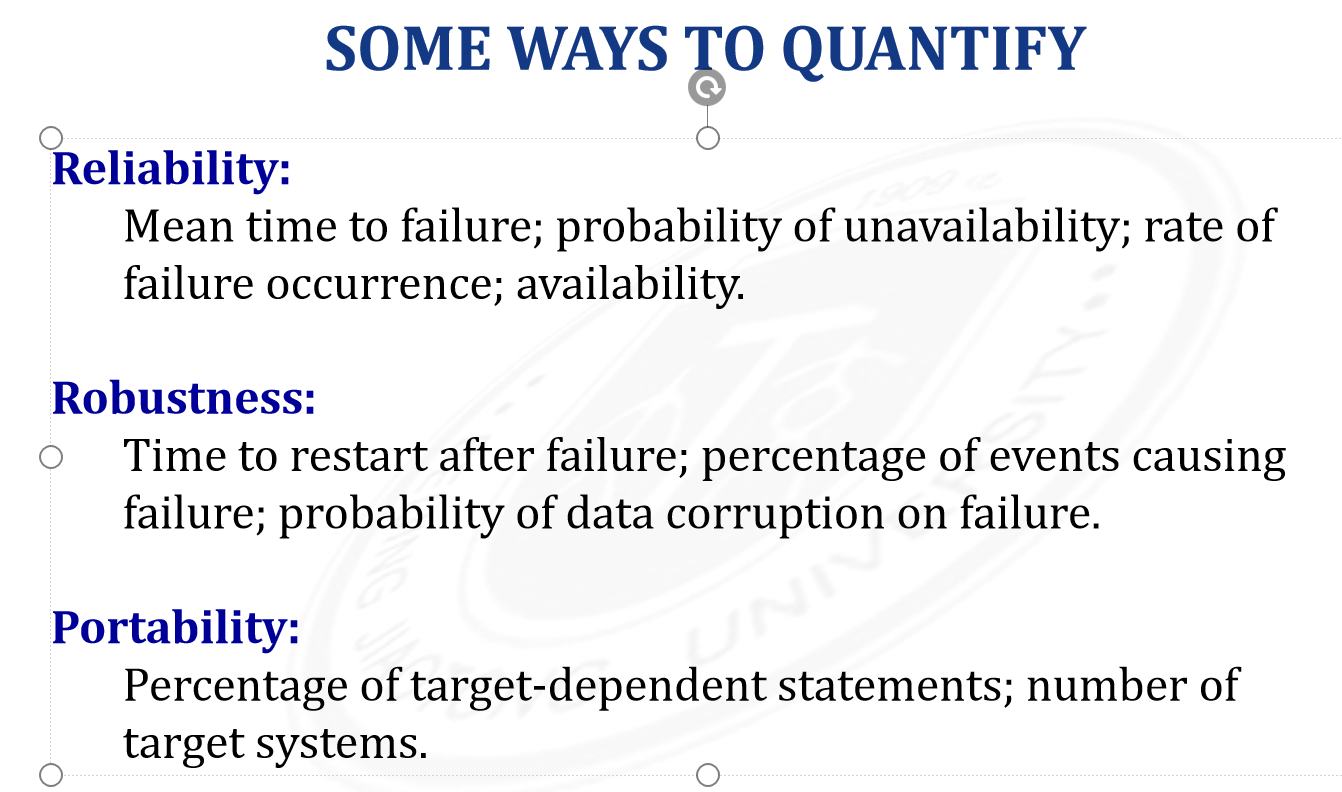 SOME WAYS TO QUANTIFY
Reliability:
Mean time to failure; probability of unavailability; rate of
failure occurrence; availability.
Robustness:
Time to restart after failure; percentage of events causing
failure; probability of data corruption on failure.
Portability:
Percentage of target-dependent statements; number of
target systems.
UNIVERSITY